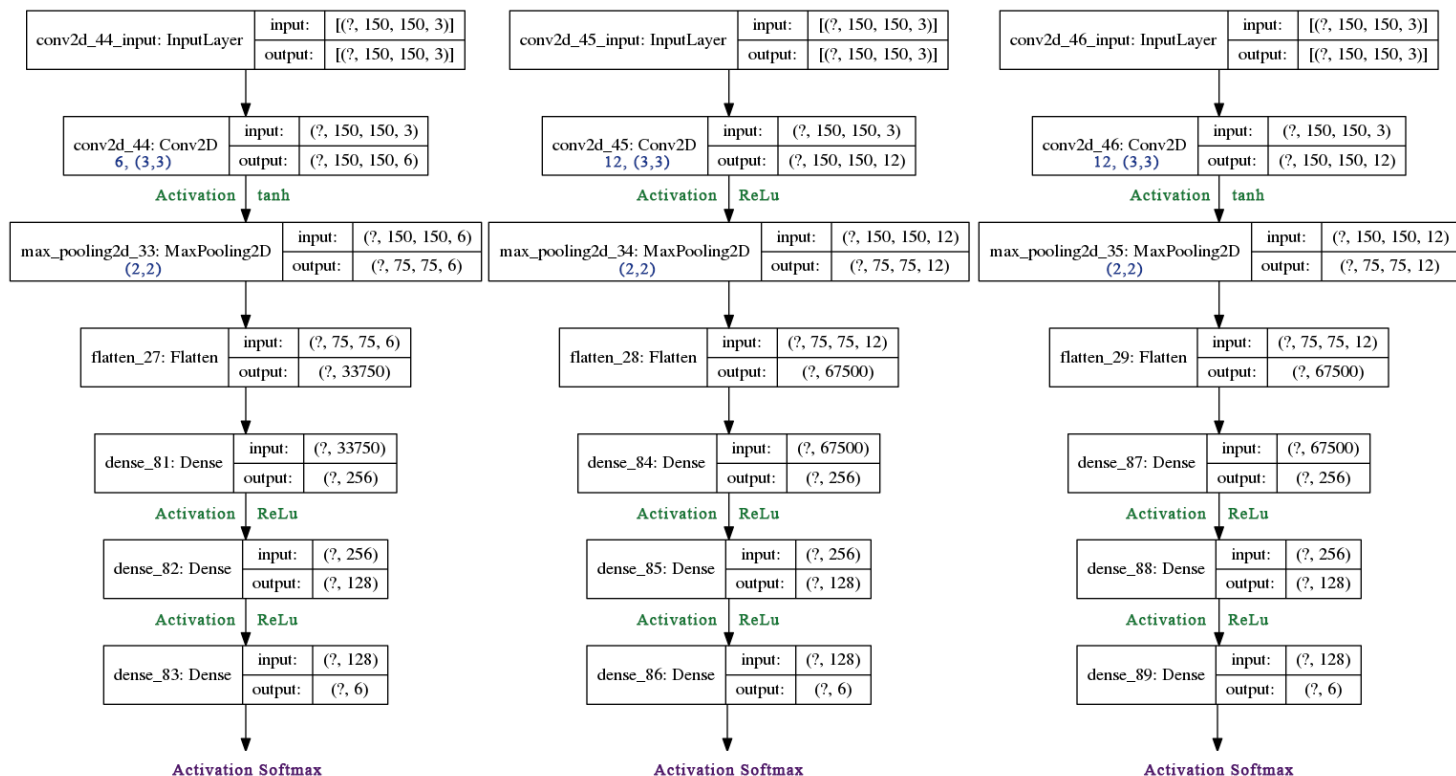 conv2d_44_input: InputLayer
input: [(?, 150, 150, 3)]
output: [(?, 150, 150, 3)]
conv2d_44: Conv2D
6, (3,3)
input: (?, 150, 150, 3)
output: (?, 150, 150, 6)
Activation tanh
max_pooling2d_33: MaxPooling2D
(2,2)
input: (?, 150, 150, 6)
output: (?, 75, 75, 6)
flatten_27: Flatten
input: (?, 75, 75, 6)
output: (?, 33750)
dense_81: Dense
input: (?, 33750)
output: (?, 256)
Activation ReLu
dense_82: Dense
input: (?, 256)
output: (?, 128)
Activation ReLu
dense_83: Dense
input: (?, 128)
output: (?, 6)
Activation Softmax
conv2d_45_input: InputLayer
input: [(?, 150, 150, 3)]
output: [(?, 150, 150, 3)]
conv2d_45: Conv2D
12, (3,3)
input: (?, 150, 150, 3)
output: (?, 150, 150, 12)
Activation ReLu
max_pooling2d_34: MaxPooling2D
(2,2)
input: (?, 150, 150, 12)
output: (?, 75, 75, 12)
flatten_28: Flatten
input: (?, 75, 75, 12)
output: (?, 67500)
dense_84: Dense
input: (?, 67500)
output: (?, 256)
Activation ReLu
dense_85: Dense
input: (?, 256)
output: (?, 128)
Activation ReLu
dense_86: Dense
input: (?, 128)
output: (?, 6)
Activation Softmax
conv2d_46_input: InputLayer
input: [(?, 150, 150, 3)]
output: [(?, 150, 150, 3)]
conv2d_46: Conv2D
12, (3,3)
input: (?, 150, 150, 3)
output: (?, 150, 150, 12)
Activation tanh
max_pooling2d_35: MaxPooling2D
(2,2)
input: (?, 150, 150, 12)
output: (?, 75, 75, 12)
flatten_29: Flatten
input: (?, 75, 75, 12)
output: (?, 67500)
dense_87: Dense
input: (?, 67500)
output: (?, 256)
Activation ReLu
dense_88: Dense
input: (?, 256)
output: (?, 128)
Activation ReLu
dense_89: Dense
input: (?, 128)
output: (?, 6)
Activation Softmax